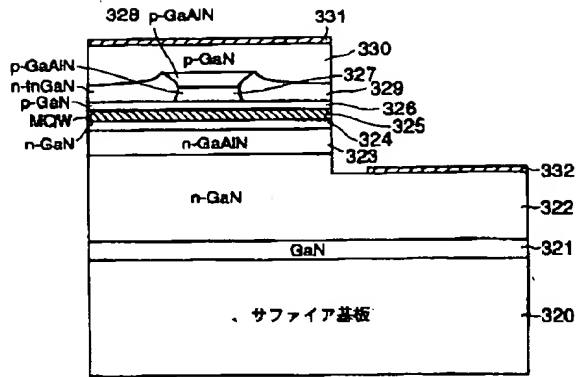 328 p-GaAlN
331
330
p-GaN
p-GaAlN
327
n-InGaN
329
p-GaN
326
MQW
325
324
n-GaN
323
n-GaAlN
332
n-GaN
322
GaN
321
、サファイア基板
320